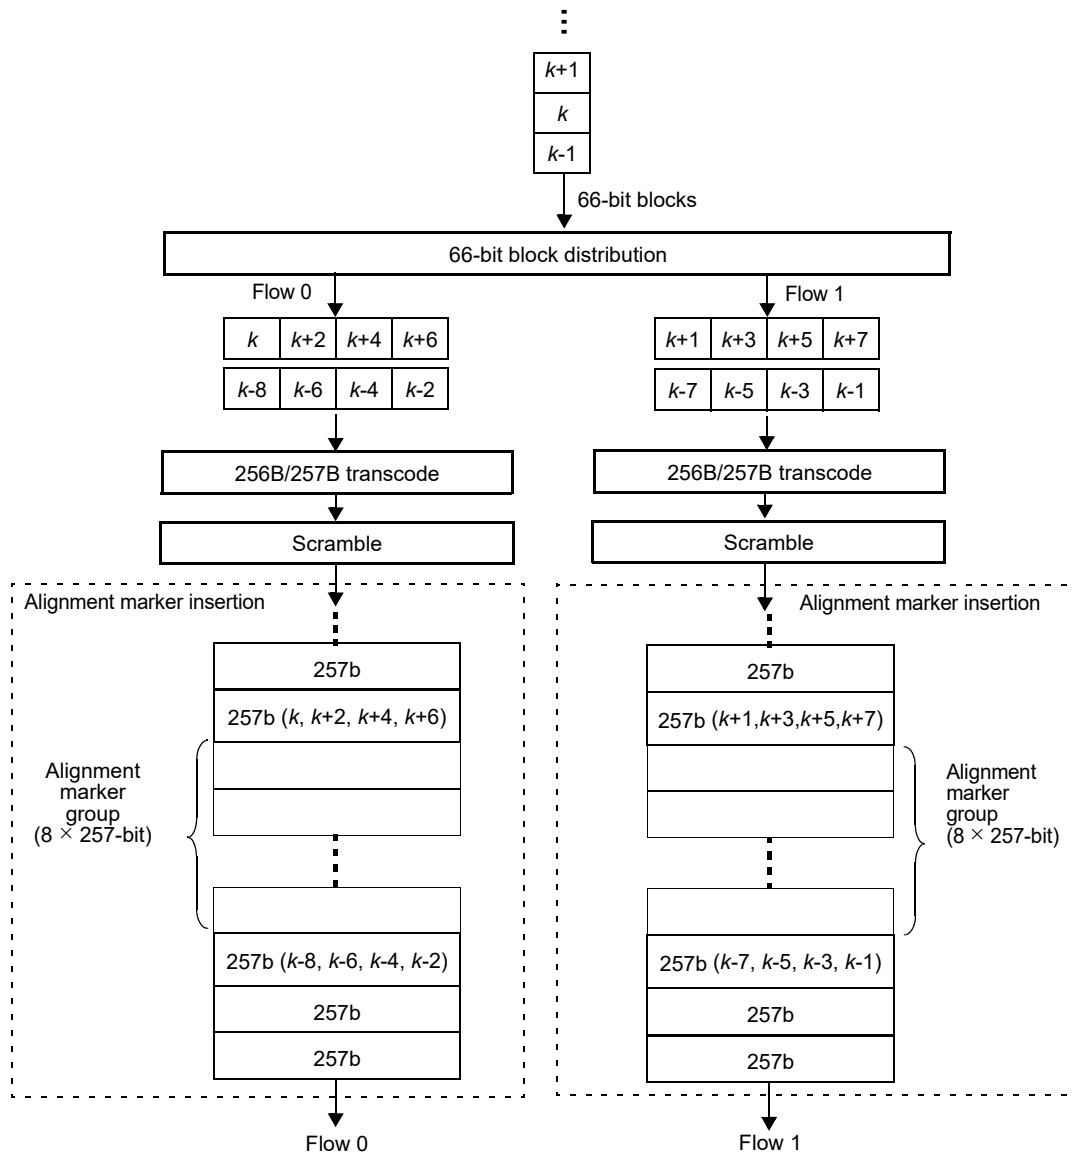 k+1
k
k-1
66-bit blocks
66-bit block distribution
Flow 0
Flow 1
k k+2 k+4 k+6
k+1 k+3 k+5 k+7
k-8 k-6 k-4 k-2
k-7 k-5 k-3 k-1
256B/257B transcode
256B/257B transcode
Scramble
Scramble
Alignment marker insertion
257b
257b (k, k+2, k+4, k+6)
Alignment
marker
group
(8 × 257-bit)
257b (k-8, k-6, k-4, k-2)
257b
257b
Flow 0
Alignment marker insertion
257b
257b (k+1,k+3,k+5,k+7)
Alignment
marker
group
(8 × 257-bit)
257b (k-7, k-5, k-3, k-1)
257b
257b
Flow 1